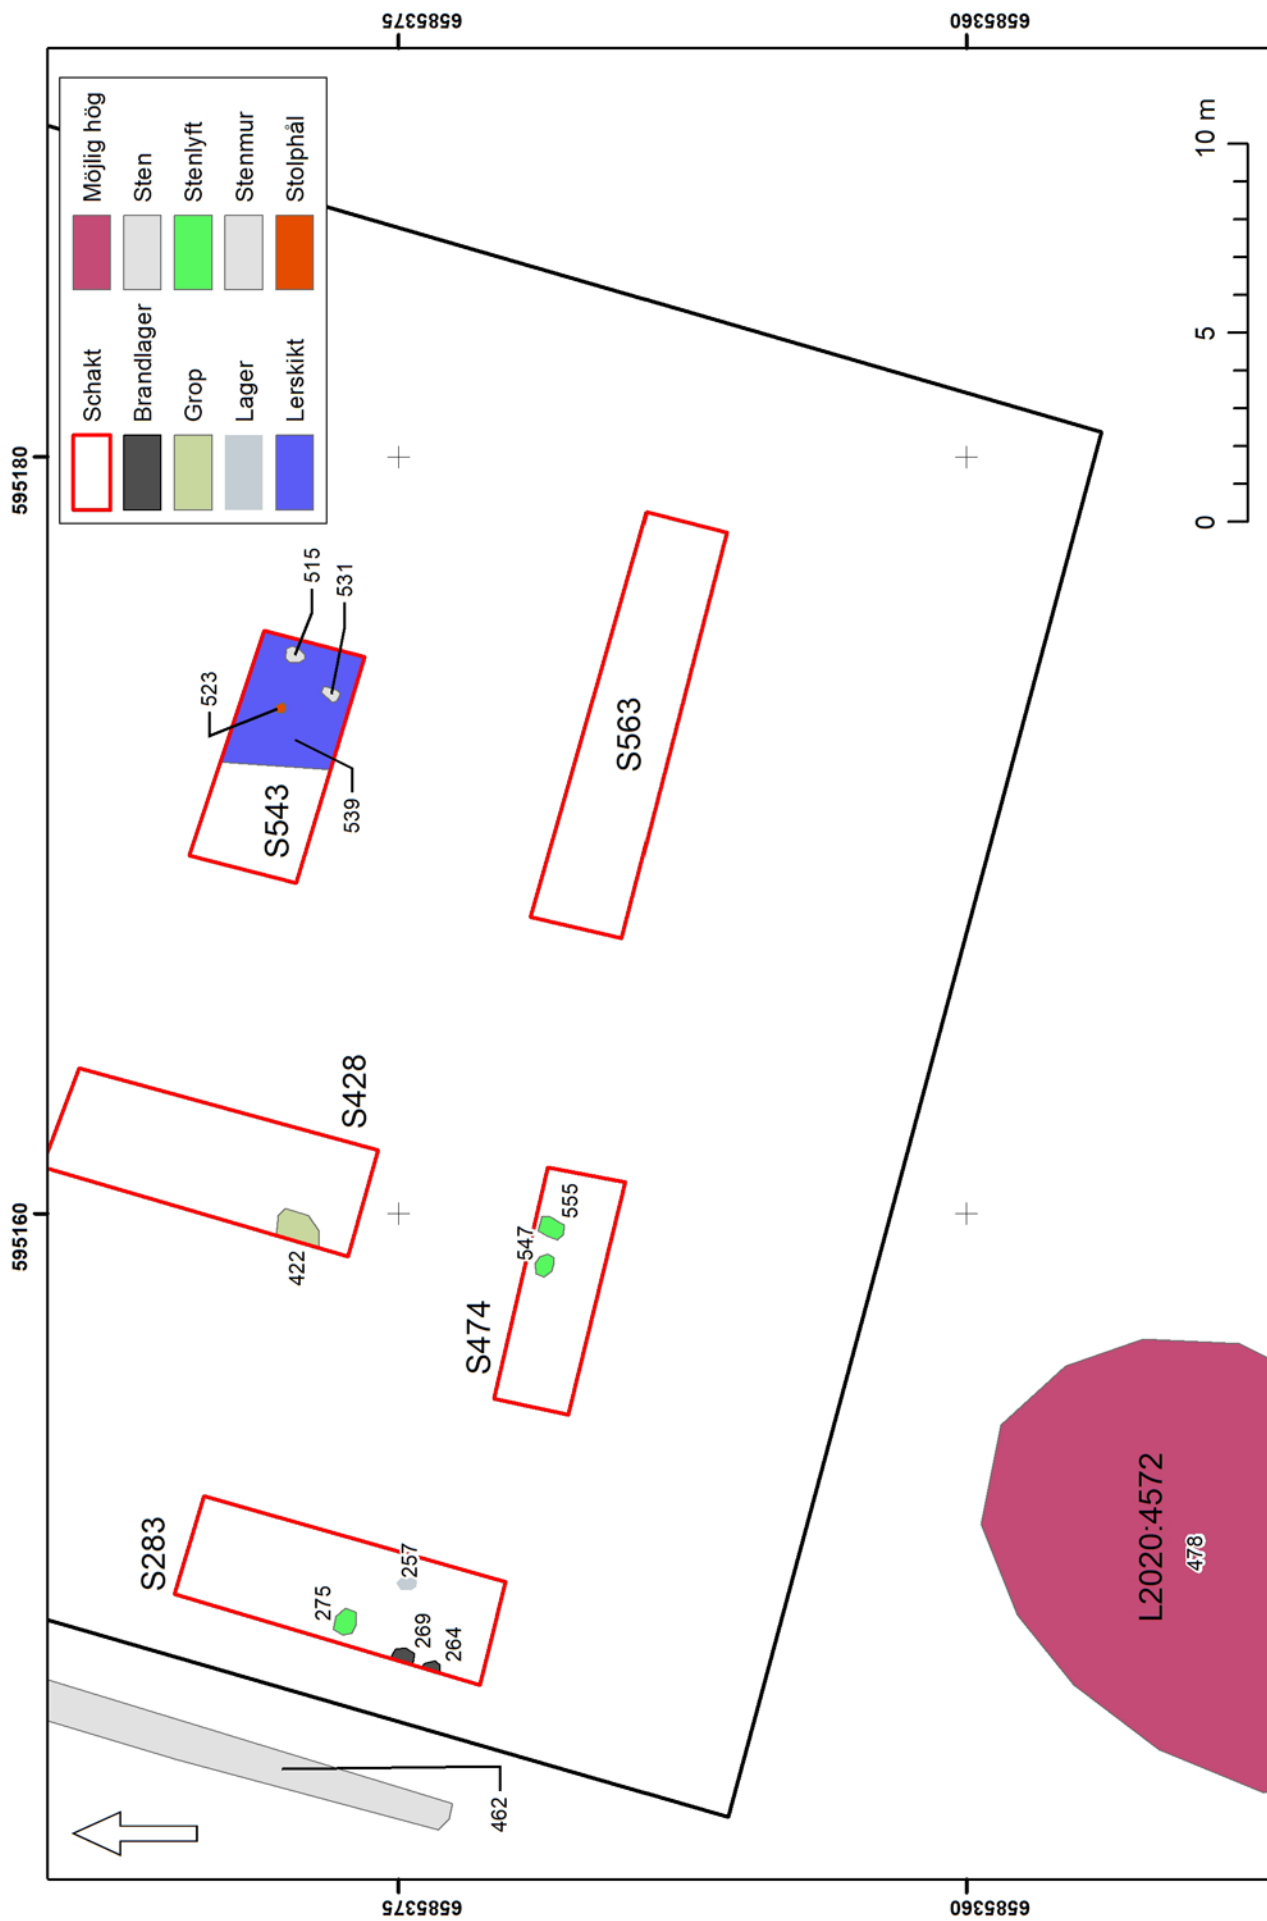 595160
595180
6585375
6585360
6585375
6585360
Schakt
Brandlager
Grop
Lager
Lerskikt
Möjlig hög
Sten
Stenlyft
Stenmur
Stolphål
S283
275
257
269
264
462
S428
422
S474
547
555
S543
523
515
531
539
S563
L2020:4572
478
0 5 10 m